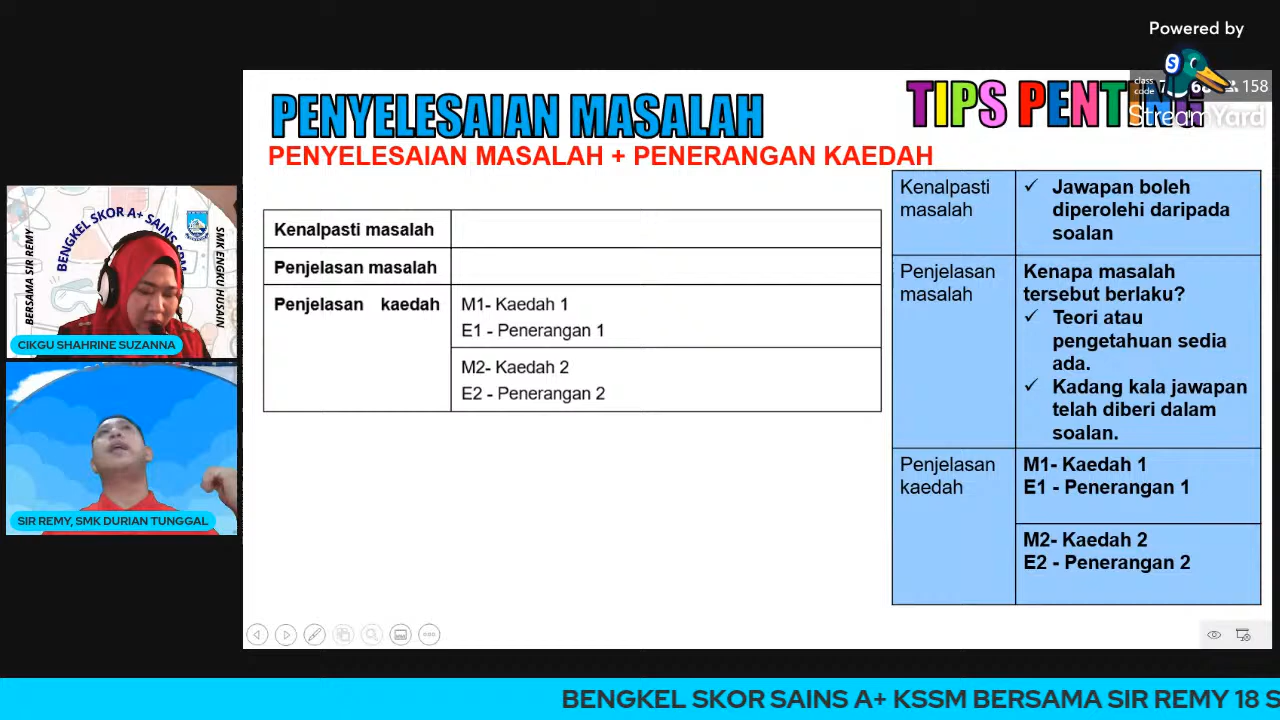 Powered by
StreamYard
class
code
158
PENYELESAIAN MASALAH
TIPS PENTING
PENYELESAIAN MASALAH + PENERANGAN KAEDAH
Kenalpasti masalah
Penjelasan masalah
Penjelasan kaedah
M1- Kaedah 1
E1 - Penerangan 1
M2- Kaedah 2
E2 - Penerangan 2
Kenalpasti
masalah
✓ Jawapan boleh
diperolehi daripada
soalan
Penjelasan
masalah
Kenapa masalah
tersebut berlaku?
✓ Teori atau
pengetahuan sedia
ada.
✓ Kadang kala jawapan
telah diberi dalam
soalan.
Penjelasan
kaedah
M1- Kaedah 1
E1 - Penerangan 1
M2- Kaedah 2
E2 - Penerangan 2
BENGKEL SKOR A+ SAINS SPM
BERSAMA SIR REMY
SMK ENGKU HUSAIN
CIKGU SHAHRINE SUZANNA
SIR REMY, SMK DURIAN TUNGGAL
BENGKEL SKOR SAINS A+ KSSM BERSAMA SIR REMY 18 S